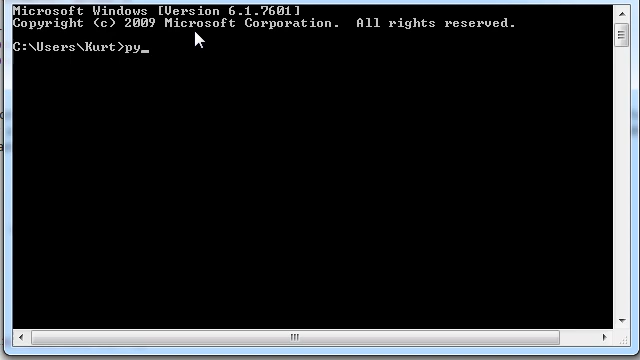 Microsoft Windows [Version 6.1.7601]
Copyright (c) 2009 Microsoft Corporation.  All rights reserved.
C:\Users\Kurt>py_